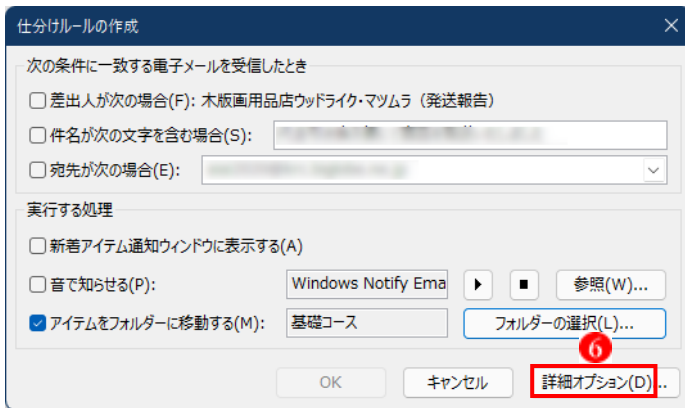 仕分けルールの作成
次の条件に一致する電子メールを受信したとき
差出人が次の場合(F): 木版画用品店ウッドライク・マツムラ（発送報告）
件名が次の文字を含む場合(S):
宛先が次の場合(E):
実行する処理
新着アイテム通知ウィンドウに表示する(A)
音で知らせる(P): Windows Notify Ema 参照(W)...
アイテムをフォルダーに移動する(M): 基礎コース フォルダーの選択(L)...
6
OK キャンセル 詳細オプション(D)...